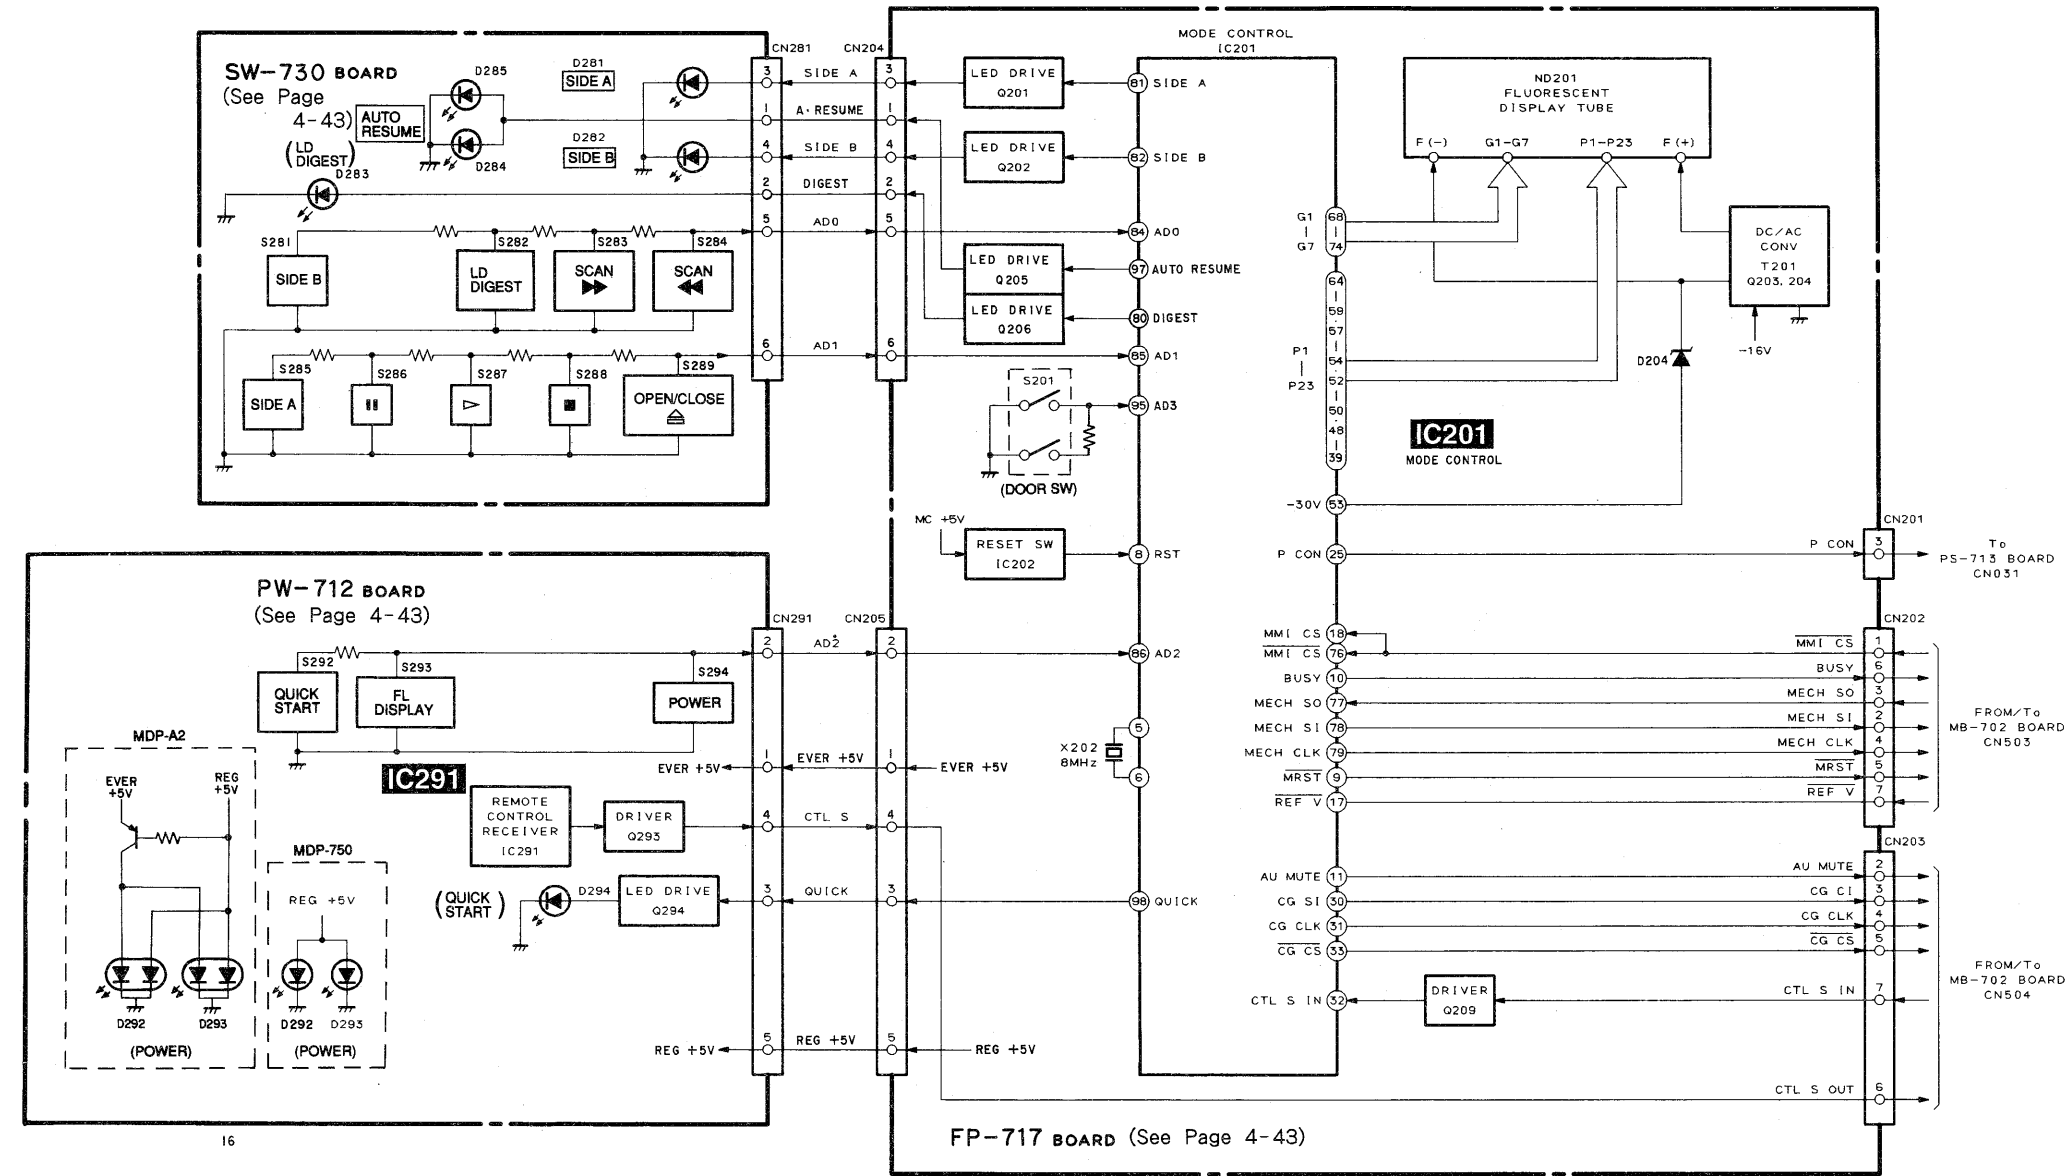 SW-730 BOARD
(See Page
4-43)
D285
AUTO
RESUME
D284
(LD
DIGEST)
D283
D281
SIDE A
D282
SIDE B
S281
SIDE B
S282
LD
DIGEST
S283
SCAN
S284
SCAN
S285
SIDE A
S286
S287
S288
S289
OPEN/CLOSE
CN281
3
1
4
2
5
6
SIDE A
A·RESUME
SIDE B
DIGEST
AD0
AD1
CN204
3
1
4
2
5
6
LED DRIVE
Q201
LED DRIVE
Q202
LED DRIVE
Q205
LED DRIVE
Q206
S201
(DOOR SW)
MC +5V
RESET SW
IC202
X202
8MHz
MODE CONTROL
IC201
81 SIDE A
82 SIDE B
84 AD0
97 AUTO RESUME
80 DIGEST
85 AD1
95 AD3
8 RST
86 AD2
5
6
98 QUICK
G1
|
G7
68
|
74
P1
|
P23
64
|
59
57
|
54
52
|
50
48
|
39
-30V 53
P CON 25
MMI CS 18
MMI CS 76
BUSY 10
MECH SO 77
MECH SI 78
MECH CLK 79
MRST 9
REF V 17
AU MUTE 11
CG SI 30
CG CLK 31
CG CS 33
CTL S IN 32
ND201
FLUORESCENT
DISPLAY TUBE
F(-) G1-G7 P1-P23 F(+)
DC/AC
CONV
T201
Q203, 204
-16V
D204
IC201
MODE CONTROL
CN201
P CON 3
To
PS-713 BOARD
CN031
CN202
MMI CS 1
BUSY 6
MECH SO 3
MECH SI 2
MECH CLK 4
MRST 5
REF V 7
FROM/To
MB-702 BOARD
CN503
CN203
AU MUTE 2
CG CI 3
CG CLK 4
CG CS 5
DRIVER
Q209
CTL S IN 7
CTL S OUT 6
FROM/To
MB-702 BOARD
CN504
PW-712 BOARD
(See Page 4-43)
S292
QUICK
START
S293
FL
DISPLAY
S294
POWER
MDP-A2
EVER
+5V
REG
+5V
D292
D293
(POWER)
MDP-750
REG +5V
D292
D293
(POWER)
IC291
REMOTE
CONTROL
RECEIVER
IC291
DRIVER
Q293
(QUICK
START)
D294
LED DRIVE
Q294
EVER +5V
REG +5V
CN291
2
1
4
3
5
AD2
EVER +5V
CTL S
QUICK
REG +5V
CN205
2
1
4
3
5
EVER +5V
REG +5V
16
FP-717 BOARD (See Page 4-43)